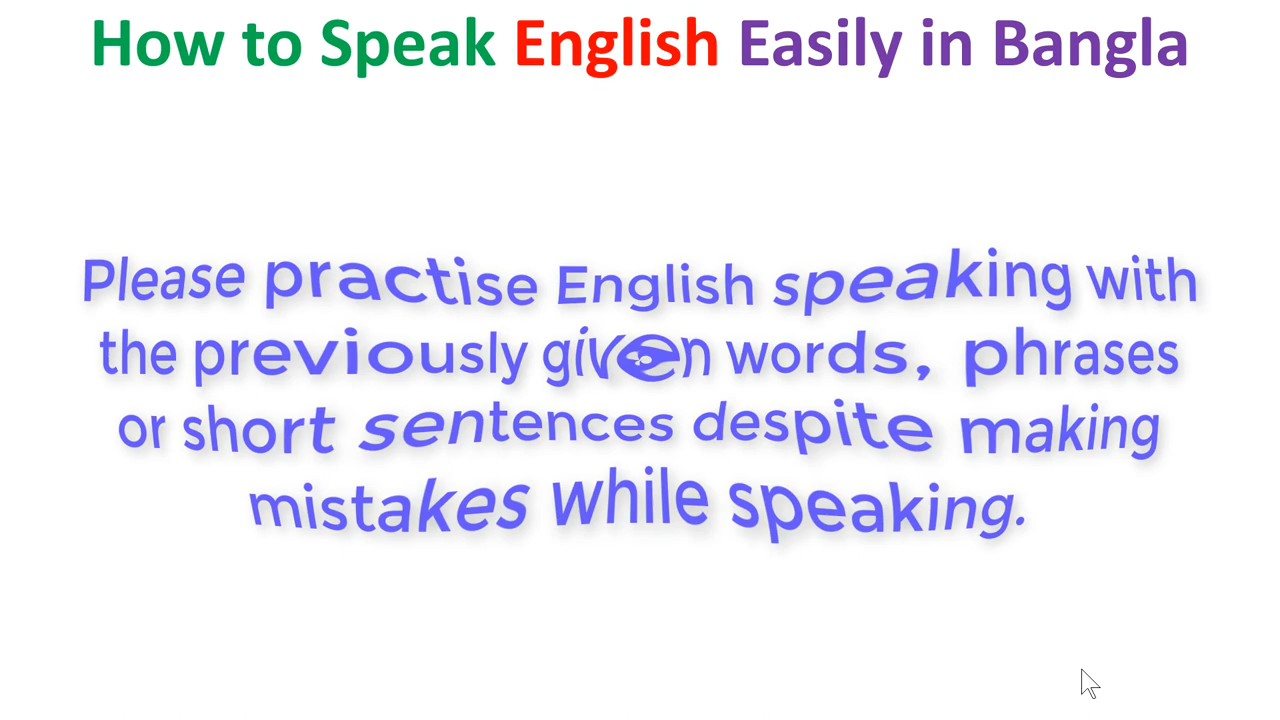 How to Speak English Easily in Bangla
Please practise English speaking with
the previously given words, phrases
or short sentences despite making
mistakes while speaking.